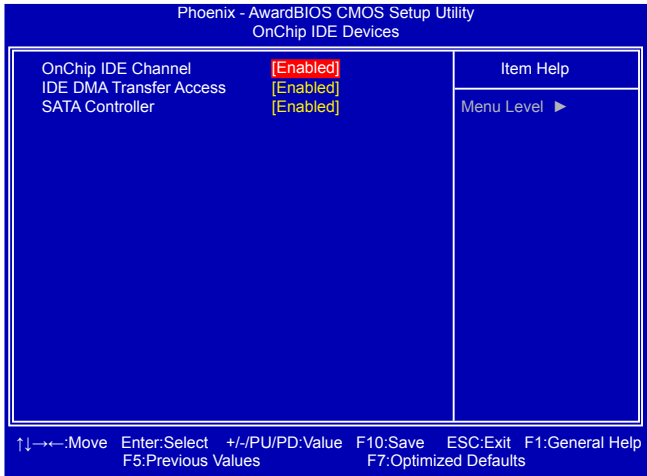 Phoenix - AwardBIOS CMOS Setup Utility
OnChip IDE Devices
OnChip IDE Channel [Enabled]
IDE DMA Transfer Access [Enabled]
SATA Controller [Enabled]
Item Help
Menu Level ►
↑↓→←:Move Enter:Select +/-/PU/PD:Value F10:Save ESC:Exit F1:General Help
F5:Previous Values F7:Optimized Defaults